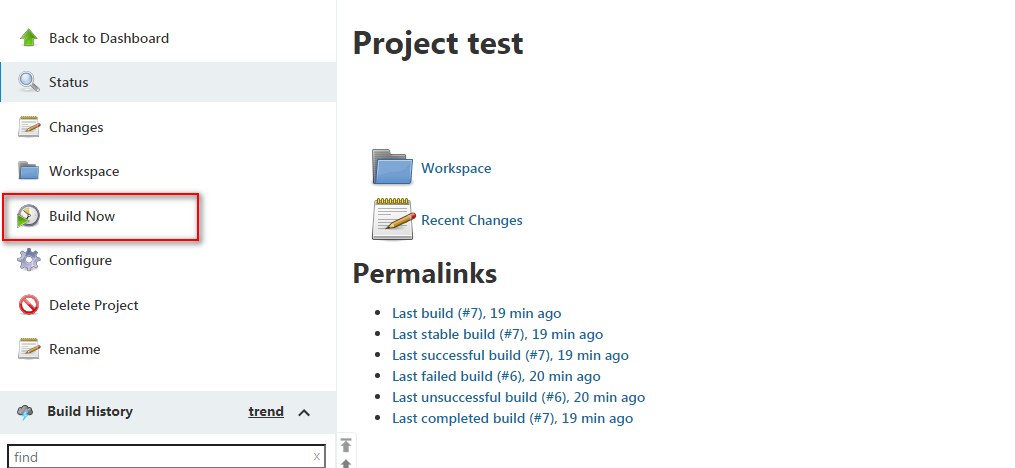 Back to Dashboard
Status
Changes
Workspace
Build Now
Configure
Delete Project
Rename
Build History trend
find x
Project test
Workspace
Recent Changes
Permalinks
Last build (#7), 19 min ago
Last stable build (#7), 19 min ago
Last successful build (#7), 19 min ago
Last failed build (#6), 20 min ago
Last unsuccessful build (#6), 20 min ago
Last completed build (#7), 19 min ago